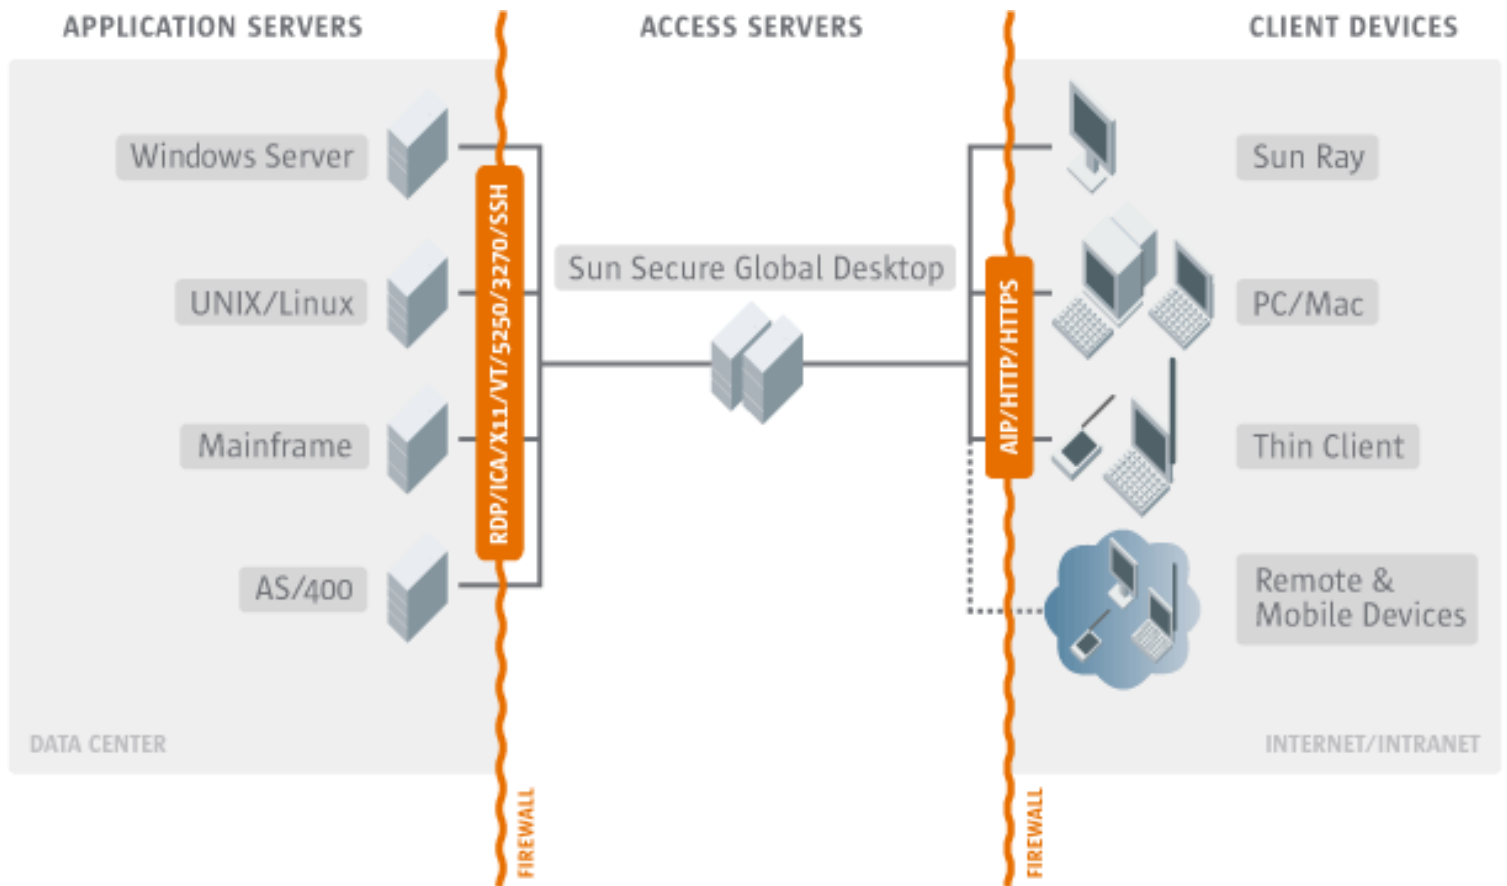 APPLICATION SERVERS
ACCESS SERVERS
CLIENT DEVICES
Windows Server
UNIX/Linux
Mainframe
AS/400
DATA CENTER
RDP/ICA/X11/VT/5250/3270/SSH
FIREWALL
Sun Secure Global Desktop
AIP/HTTP/HTTPS
FIREWALL
Sun Ray
PC/Mac
Thin Client
Remote &
Mobile Devices
INTERNET/INTRANET